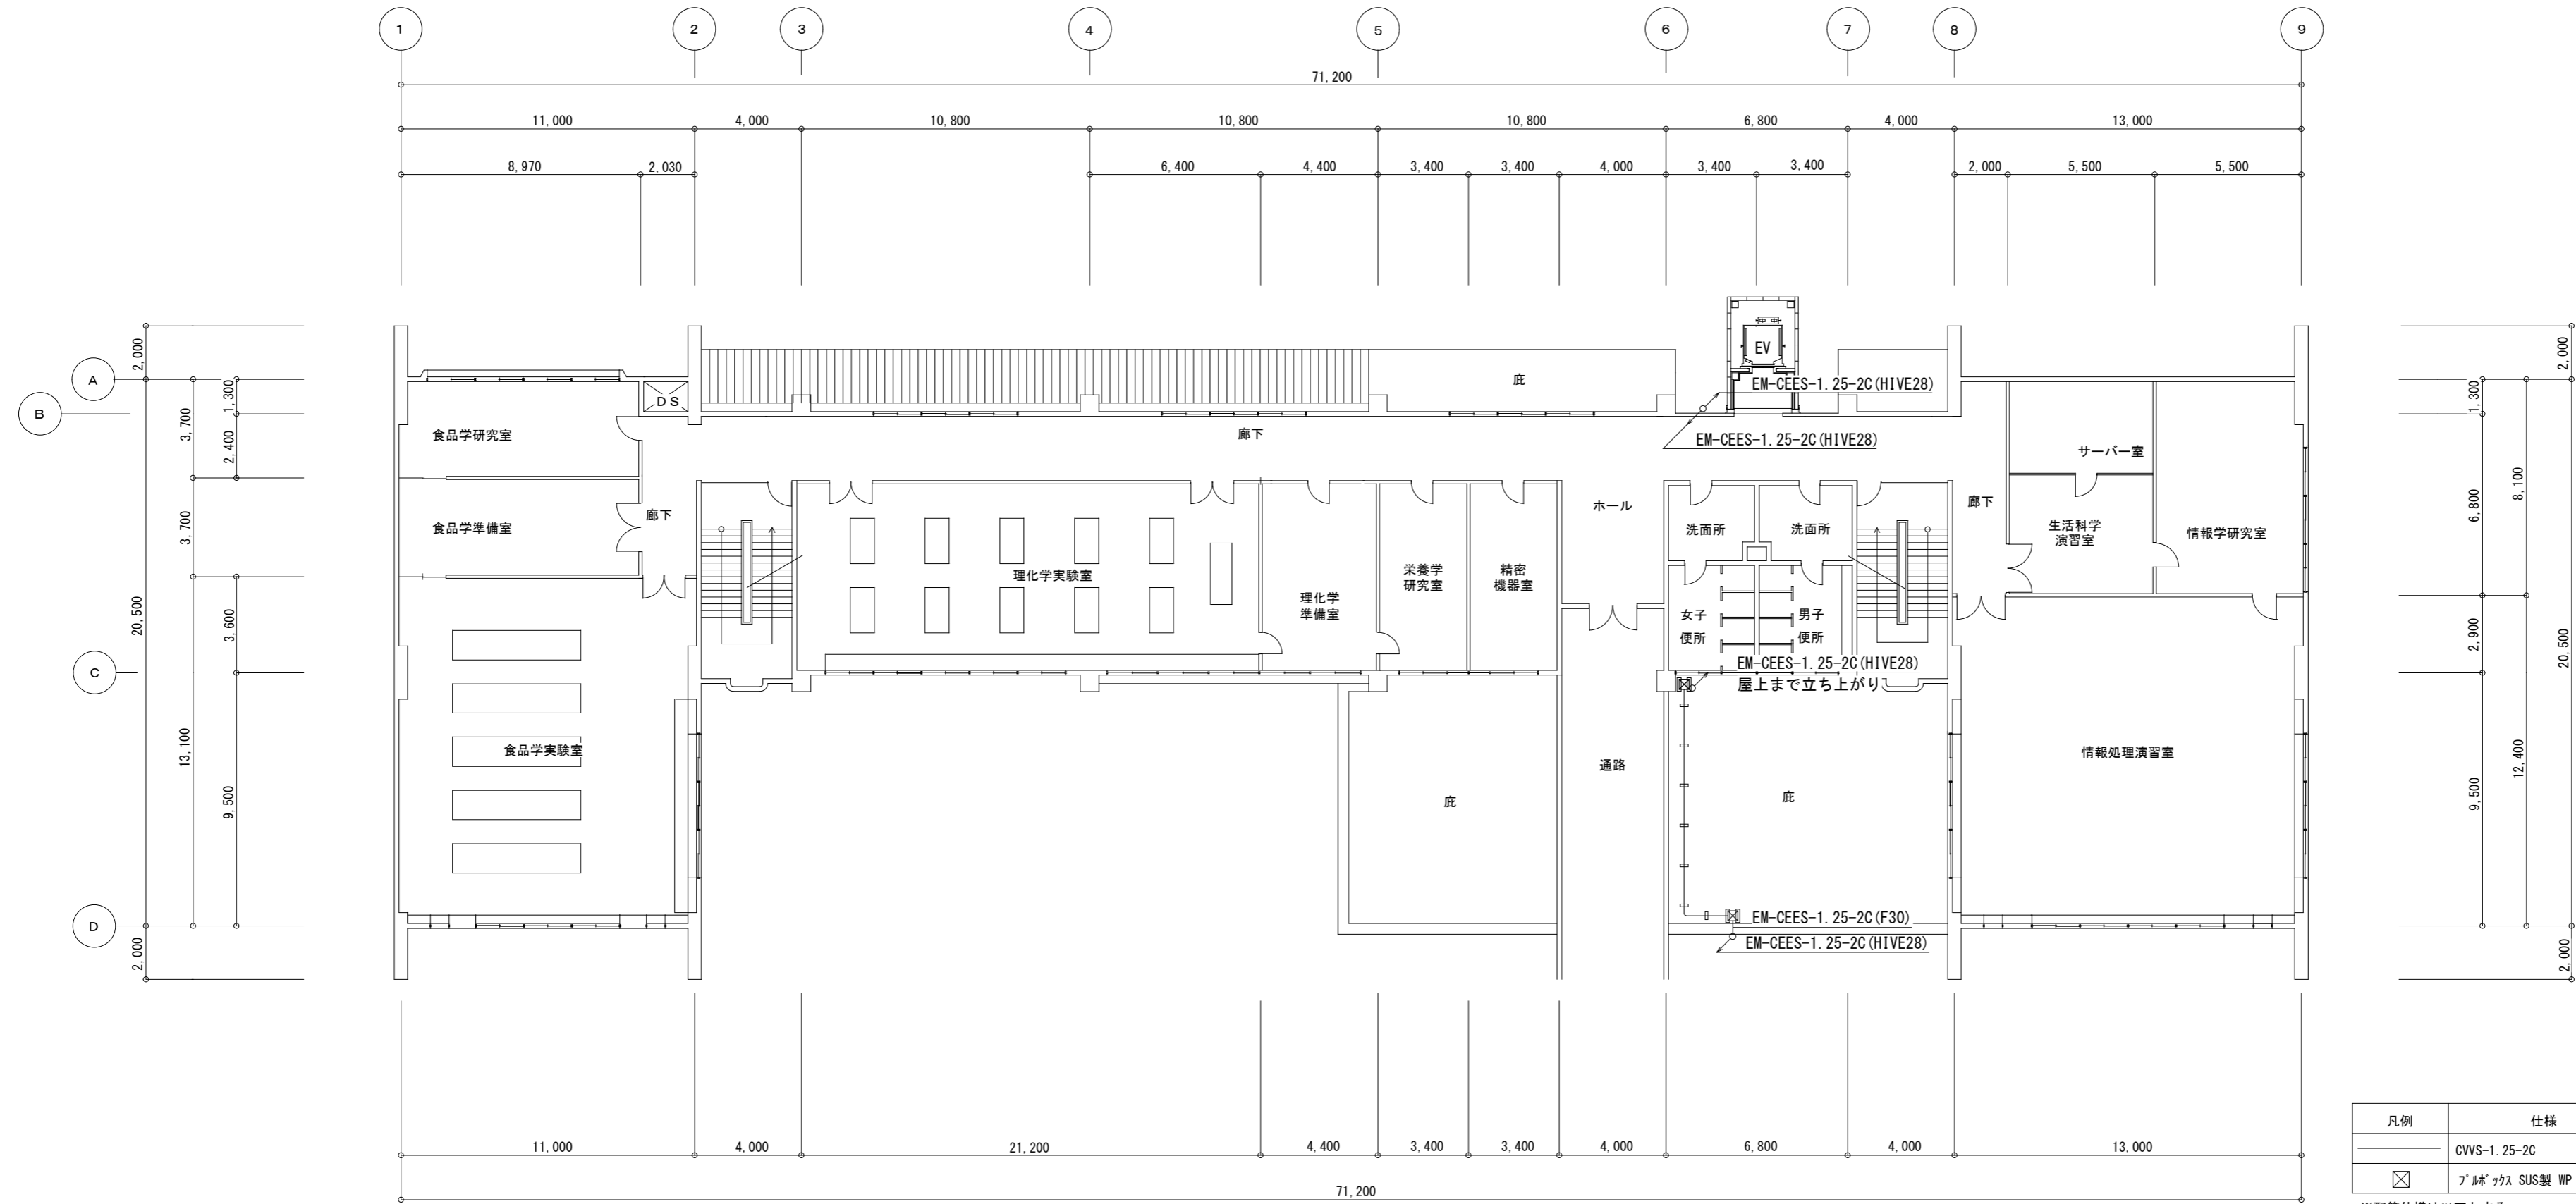 1 2 3 4 5 6 7 8 9
71,200
11,000 4,000 10,800 10,800 10,800 6,800 4,000 13,000
8,970 2,030 6,400 4,400 3,400 3,400 4,000 3,400 3,400 2,000 5,500 5,500
A
B
C
D
2,000
20,500
2,000
3,700
3,700
13,100
1,300
2,400
3,600
9,500
EV
庇
EM-CEES-1.25-2C(HIVE28)
EM-CEES-1.25-2C(HIVE28)
DS
食品学研究室
廊下
サーバー室
食品学準備室
廊下
ホール
洗面所
洗面所
廊下
生活科学
演習室
情報学研究室
理化学実験室
理化学
準備室
栄養学
研究室
精密
機器室
女子
便所
男子
便所
EM-CEES-1.25-2C(HIVE28)
屋上まで立ち上がり
食品学実験室
通路
庇
庇
情報処理演習室
EM-CEES-1.25-2C(F30)
EM-CEES-1.25-2C(HIVE28)
1,300
6,800
2,900
9,500
8,100
12,400
2,000
20,500
2,000
11,000 4,000 21,200 4,400 3,400 3,400 4,000 6,800 4,000 13,000
71,200
凡例 仕様
CVVS-1.25-2C
プルボックス SUS製 WP